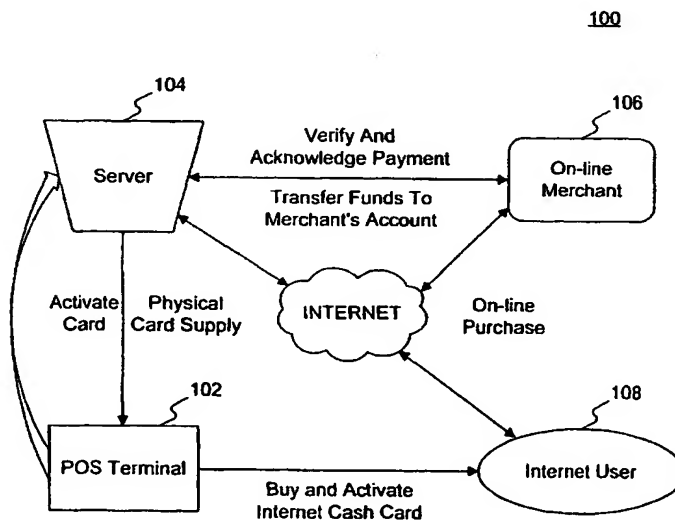 100
104
106
Verify And
Acknowledge Payment
Server
On-line
Merchant
Transfer Funds To
Merchant's Account
Activate
Card
Physical
Card Supply
INTERNET
On-line
Purchase
102
108
POS Terminal
Internet User
Buy and Activate
Internet Cash Card